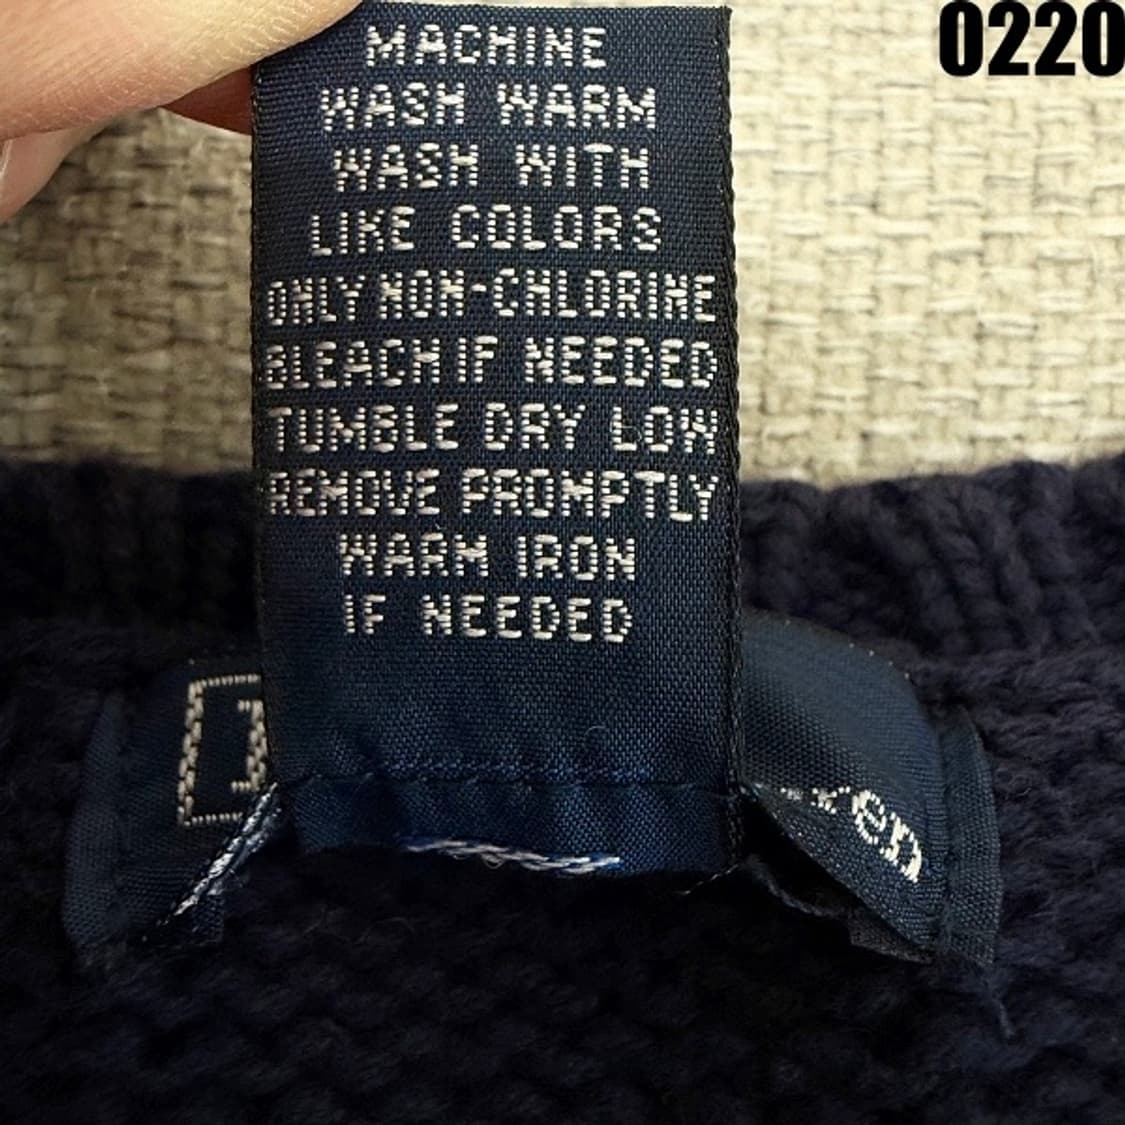 0220
MACHINE
WASH WARM
WASH WITH
LIKE COLORS
ONLY NON-CHLORINE
BLEACH IF NEEDED
TUMBLE DRY LOW
REMOVE PROMPTLY
WARM IRON
IF NEEDED